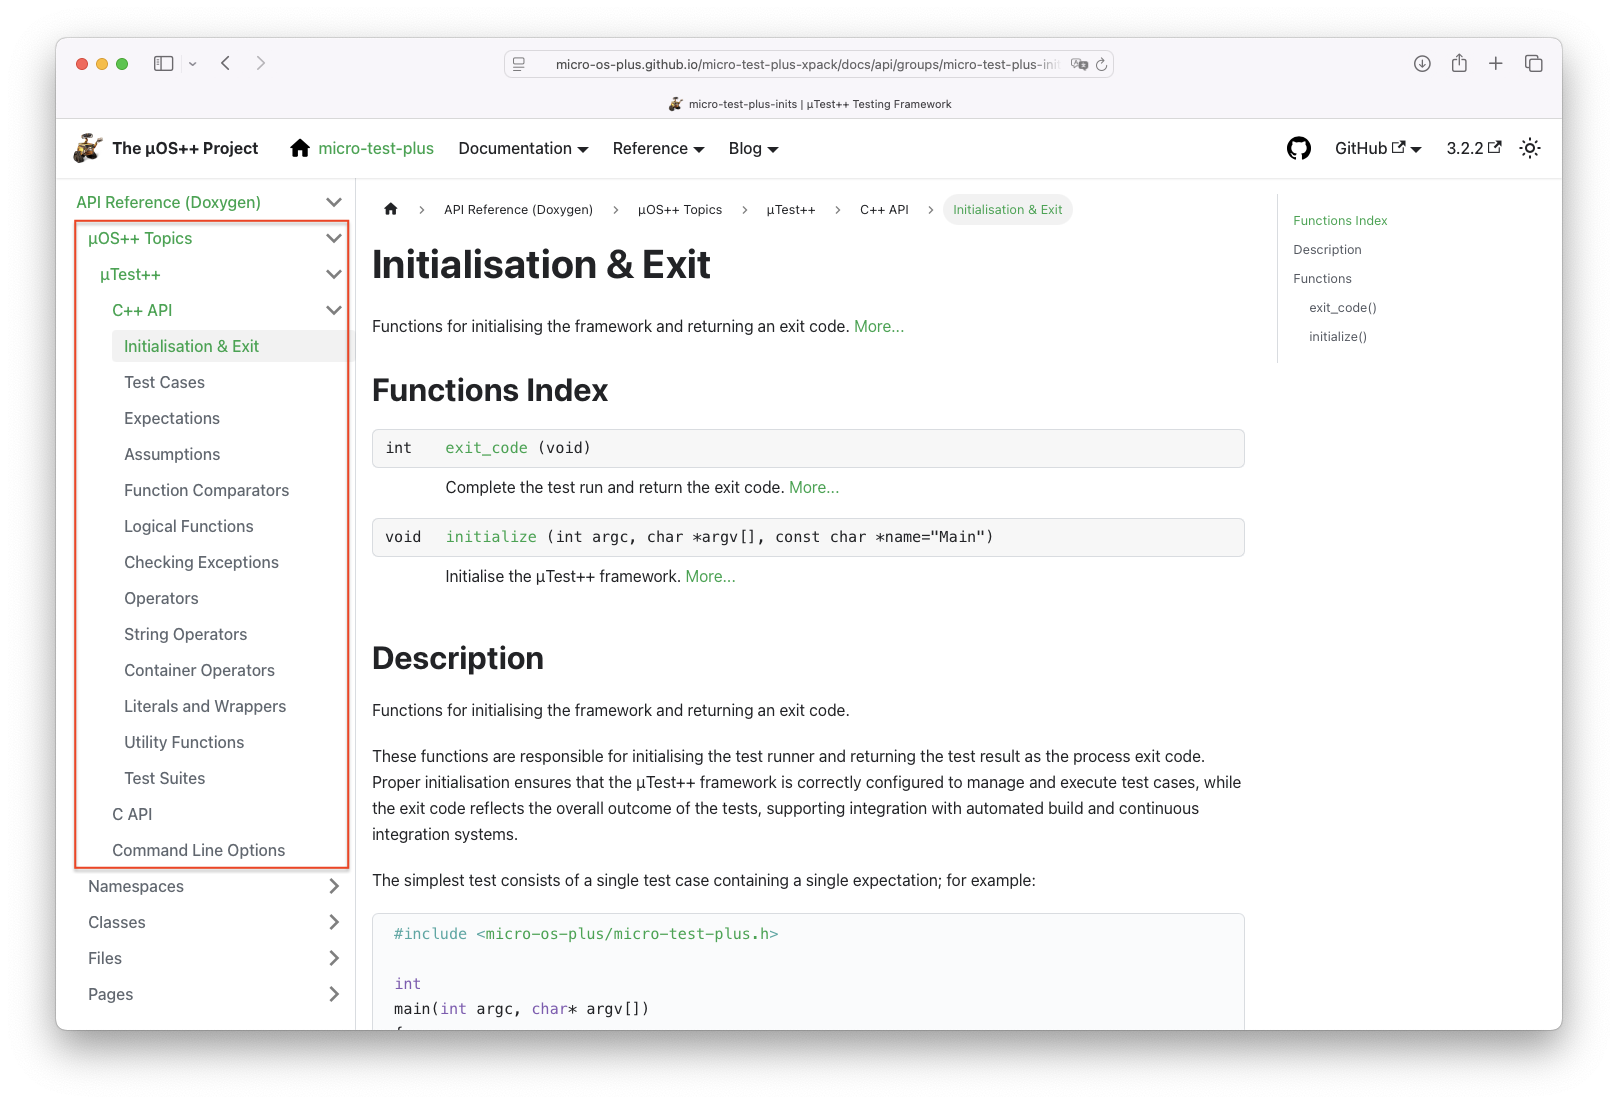 micro-os-plus.github.io/micro-test-plus-xpack/docs/api/groups/micro-test-plus-ini
micro-test-plus-inits | µTest++ Testing Framework
The µOS++ Project
micro-test-plus
Documentation
Reference
Blog
GitHub
3.2.2
API Reference (Doxygen)
µOS++ Topics
µTest++
C++ API
Initialisation & Exit
Test Cases
Expectations
Assumptions
Function Comparators
Logical Functions
Checking Exceptions
Operators
String Operators
Container Operators
Literals and Wrappers
Utility Functions
Test Suites
C API
Command Line Options
Namespaces
Classes
Files
Pages
API Reference (Doxygen) > µOS++ Topics > µTest++ > C++ API > Initialisation & Exit
Initialisation & Exit
Functions for initialising the framework and returning an exit code. More...
Functions Index
int exit_code (void)
Complete the test run and return the exit code. More...
void initialize (int argc, char *argv[], const char *name="Main")
Initialise the µTest++ framework. More...
Description
Functions for initialising the framework and returning an exit code.
These functions are responsible for initialising the test runner and returning the test result as the process exit code.
Proper initialisation ensures that the µTest++ framework is correctly configured to manage and execute test cases, while
the exit code reflects the overall outcome of the tests, supporting integration with automated build and continuous
integration systems.
The simplest test consists of a single test case containing a single expectation; for example:
#include <micro-os-plus/micro-test-plus.h>
int
main(int argc, char* argv[])
Functions Index
Description
Functions
exit_code()
initialize()